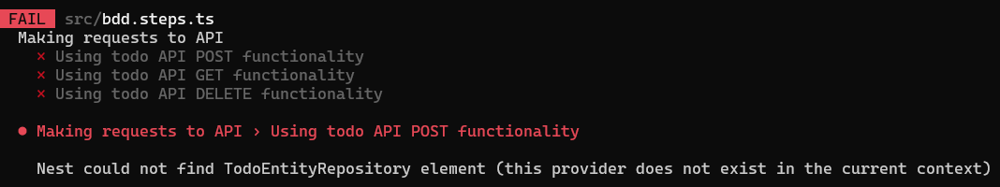 FAIL src/bdd.steps.ts
Making requests to API
× Using todo API POST functionality
× Using todo API GET functionality
× Using todo API DELETE functionality
● Making requests to API › Using todo API POST functionality
Nest could not find TodoEntityRepository element (this provider does not exist in the current context)